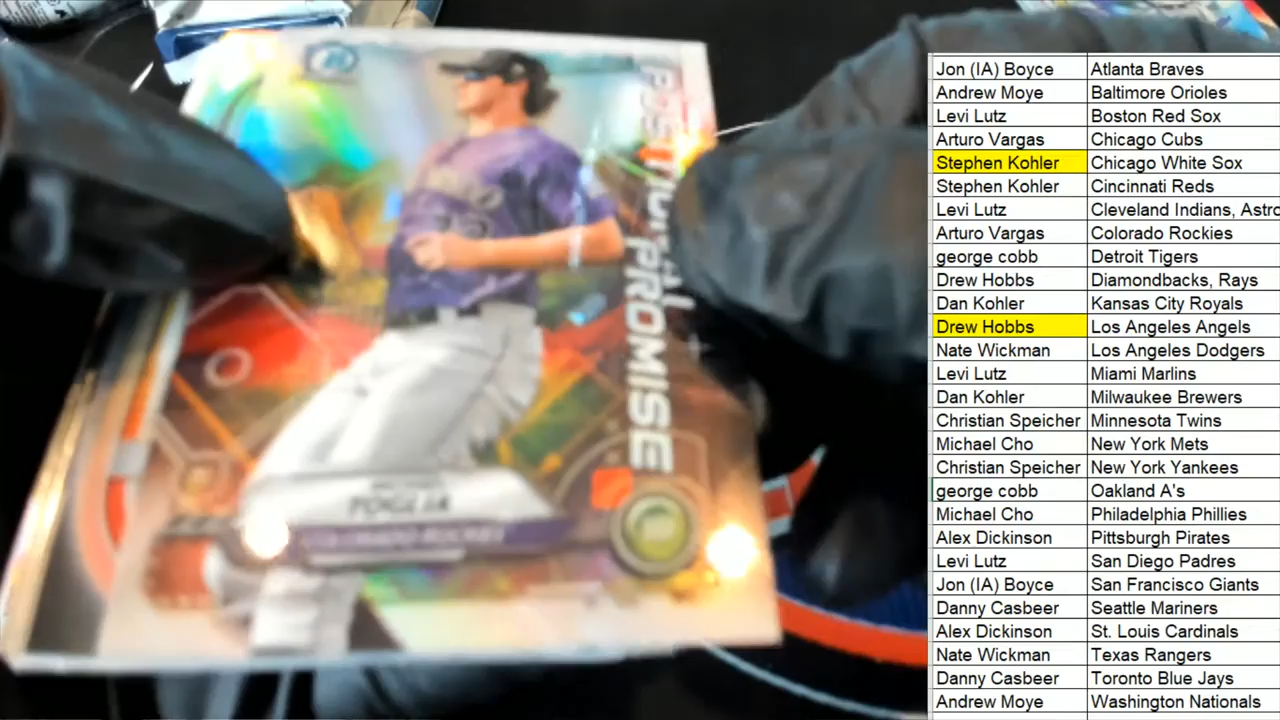 POSITIONAL PROMISE
TOGLIA
Jon (IA) Boyce Atlanta Braves
Andrew Moye Baltimore Orioles
Levi Lutz Boston Red Sox
Arturo Vargas Chicago Cubs
Stephen Kohler Chicago White Sox
Stephen Kohler Cincinnati Reds
Levi Lutz Cleveland Indians, Astro
Arturo Vargas Colorado Rockies
george cobb Detroit Tigers
Drew Hobbs Diamondbacks, Rays
Dan Kohler Kansas City Royals
Drew Hobbs Los Angeles Angels
Nate Wickman Los Angeles Dodgers
Levi Lutz Miami Marlins
Dan Kohler Milwaukee Brewers
Christian Speicher Minnesota Twins
Michael Cho New York Mets
Christian Speicher New York Yankees
george cobb Oakland A's
Michael Cho Philadelphia Phillies
Alex Dickinson Pittsburgh Pirates
Levi Lutz San Diego Padres
Jon (IA) Boyce San Francisco Giants
Danny Casbeer Seattle Mariners
Alex Dickinson St. Louis Cardinals
Nate Wickman Texas Rangers
Danny Casbeer Toronto Blue Jays
Andrew Moye Washington Nationals